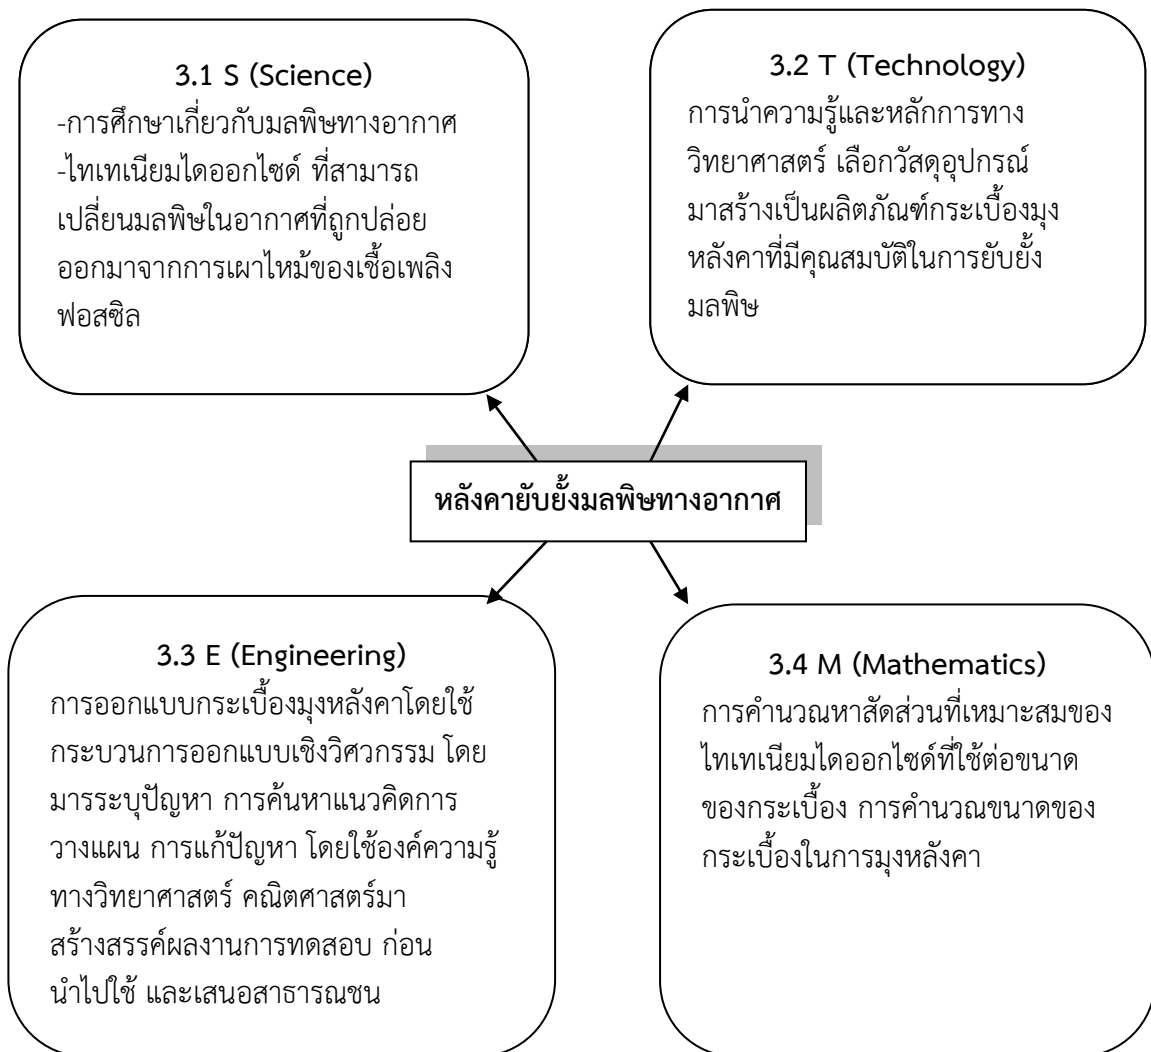 3.1 S (Science)
-การศึกษาเกี่ยวกับมลพิษทางอากาศ
-ไทเทเนียมไดออกไซด์ ที่สามารถ
เปลี่ยนมลพิษในอากาศที่ถูกปล่อย
ออกมาจากการเผาไหม้ของเชื้อเพลิง
ฟอสซิล
3.2 T (Technology)
การนำความรู้และหลักการทาง
วิทยาศาสตร์ เลือกวัสดุอุปกรณ์
มาสร้างเป็นผลิตภัณฑ์กระเบื้องมุง
หลังคาที่มีคุณสมบัติในการยับยั้ง
มลพิษ
หลังคายับยั้งมลพิษทางอากาศ
3.3 E (Engineering)
การออกแบบกระเบื้องมุงหลังคาโดยใช้
กระบวนการออกแบบเชิงวิศวกรรม โดย
มารระบุปัญหา การค้นหาแนวคิดการ
วางแผน การแก้ปัญหา โดยใช้องค์ความรู้
ทางวิทยาศาสตร์ คณิตศาสตร์มา
สร้างสรรค์ผลงานการทดสอบ ก่อน
นำไปใช้ และเสนอสาธารณชน
3.4 M (Mathematics)
การคำนวณหาสัดส่วนที่เหมาะสมของ
ไทเทเนียมไดออกไซด์ที่ใช้ต่อขนาด
ของกระเบื้อง การคำนวณขนาดของ
กระเบื้องในการมุงหลังคา